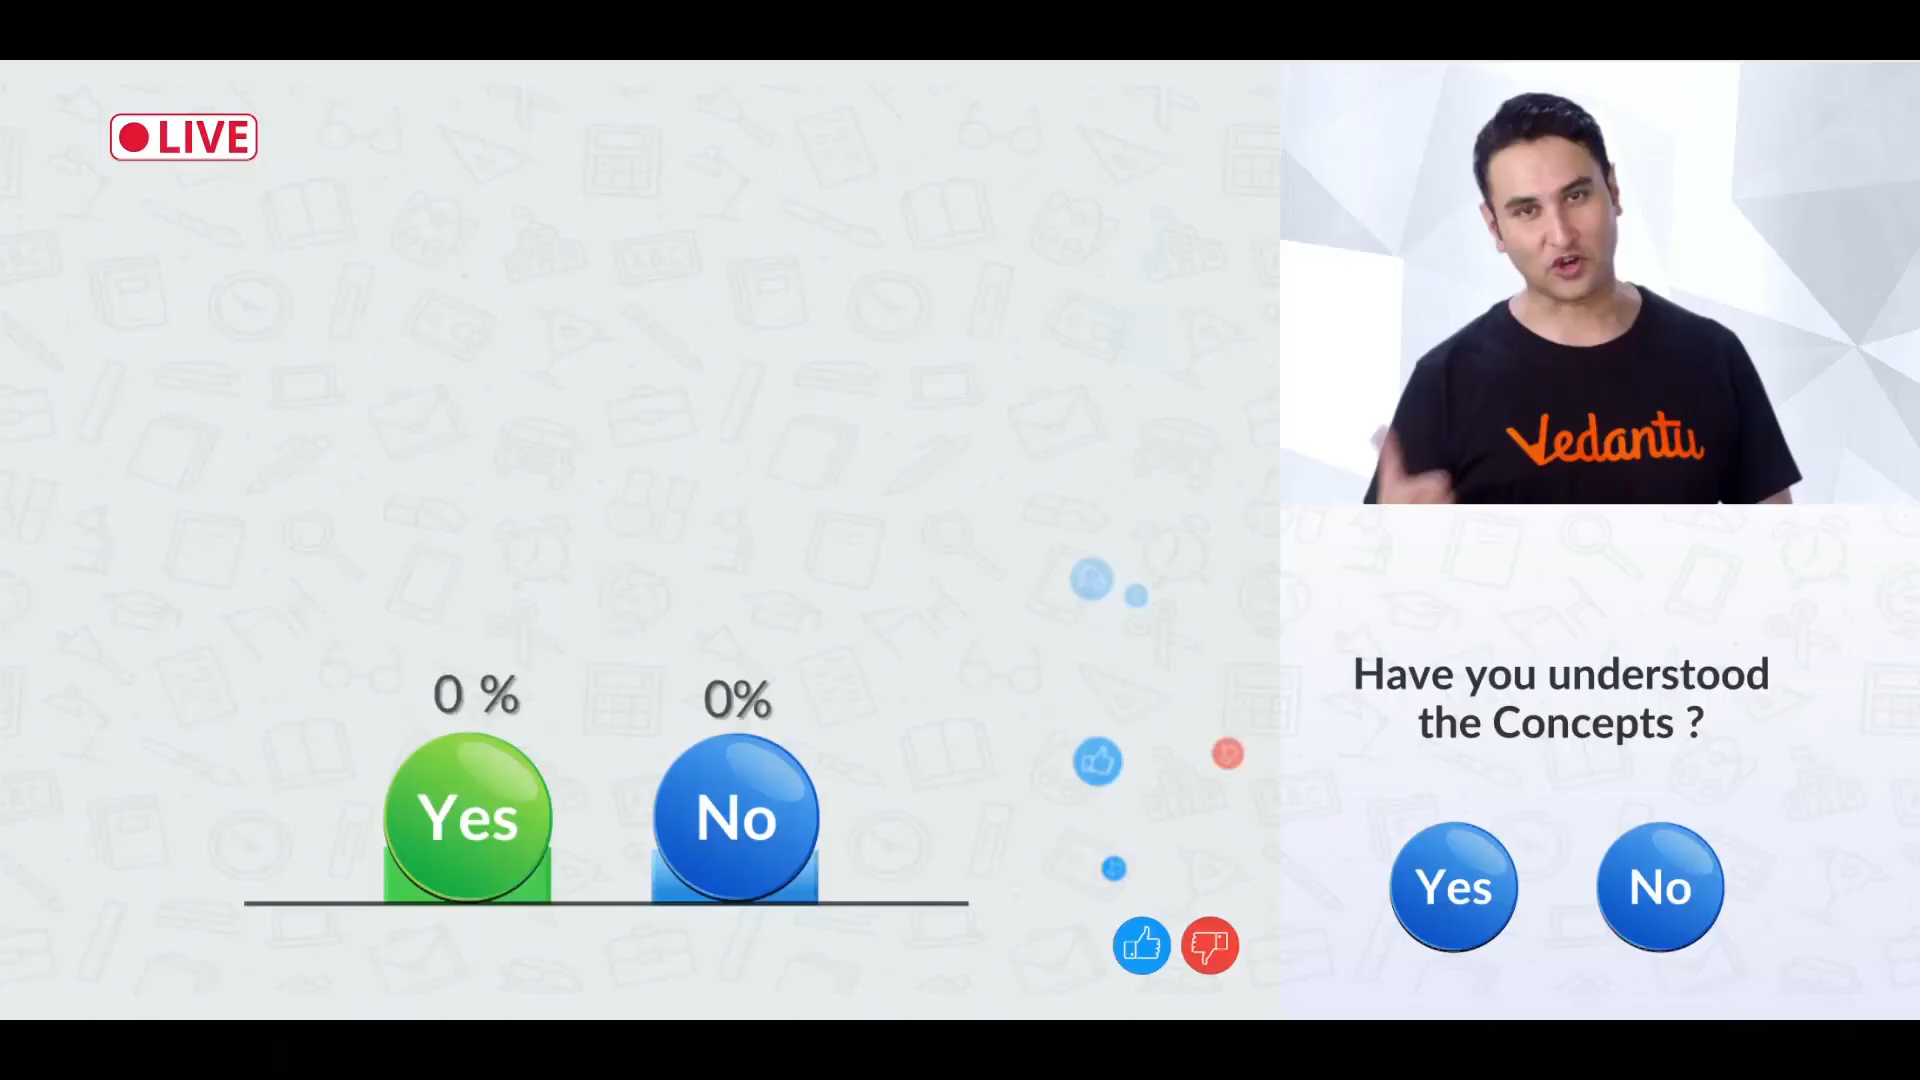 LIVE
Vedantu
0 % 0%
Yes No
Have you understood
the Concepts ?
Yes No